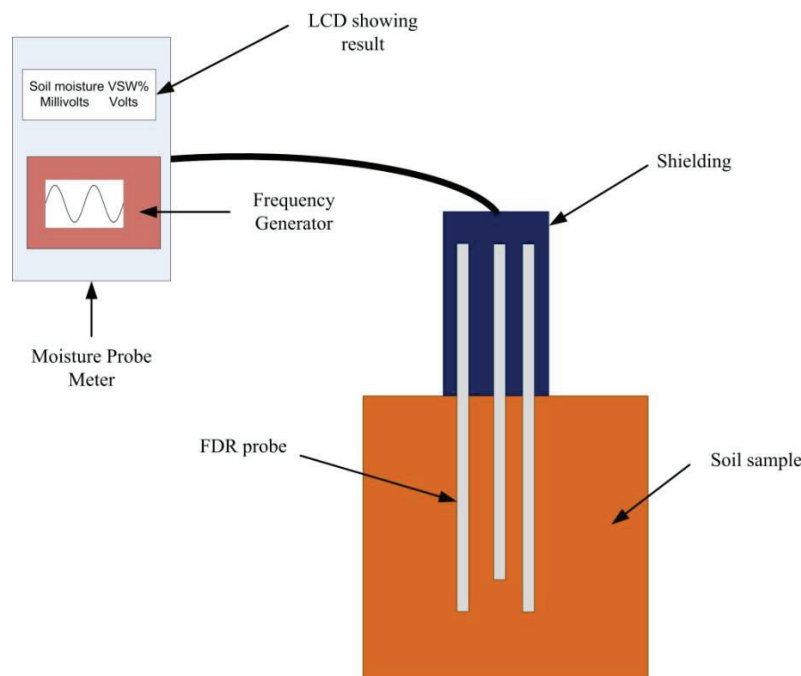 LCD showing
result
Soil moisture VSW%
Millivolts Volts
Shielding
Frequency
Generator
Moisture Probe
Meter
FDR probe
Soil sample